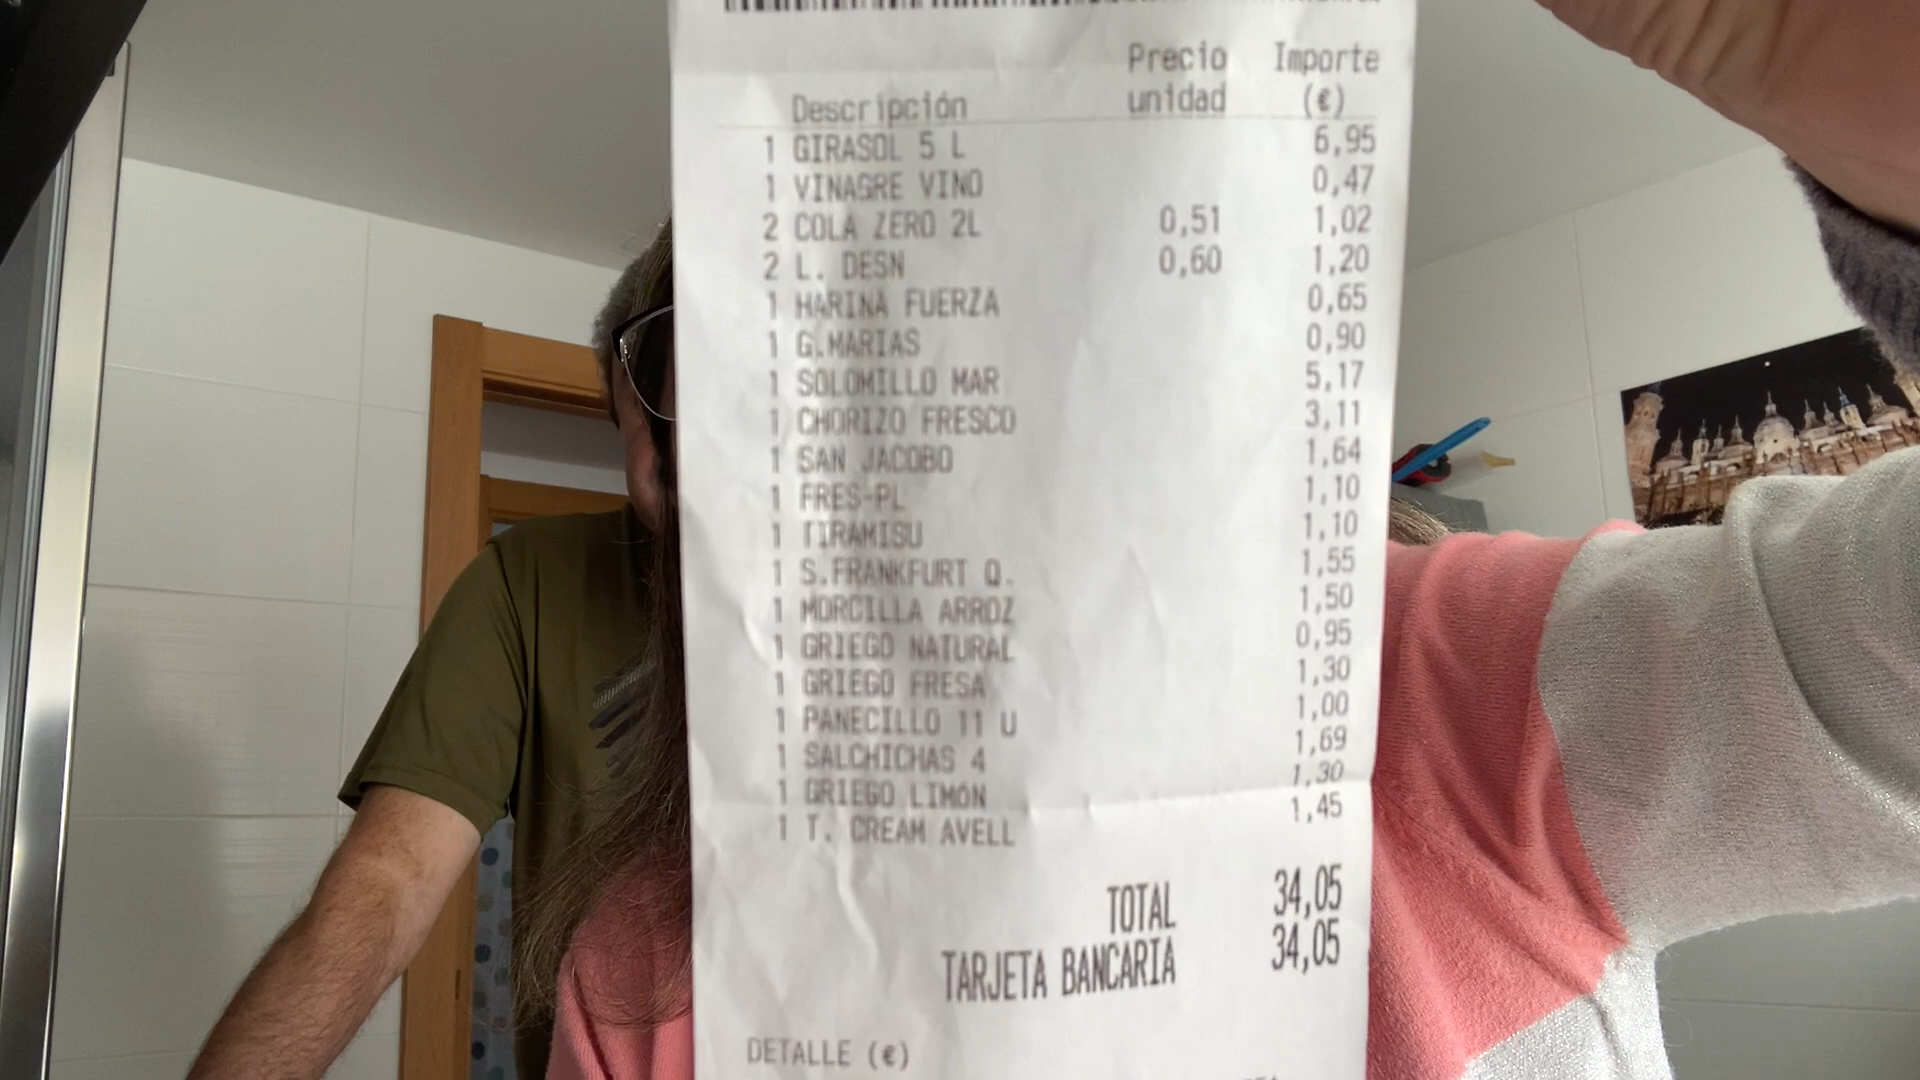 Precio Importe
Descripción unidad (€)
1 GIRASOL 5 L 6,95
1 VINAGRE VINO 0,47
2 COLA ZERO 2L 0,51 1,02
2 L. DESN 0,60 1,20
1 HARINA FUERZA 0,65
1 G.MARIAS 0,90
1 SOLOMILLO MAR 5,17
1 CHORIZO FRESCO 3,11
1 SAN JACOBO 1,64
1 FRES-PL 1,10
1 TIRAMISU 1,10
1 S.FRANKFURT Q. 1,55
1 MORCILLA ARROZ 1,50
1 GRIEGO NATURAL 0,95
1 GRIEGO FRESA 1,30
1 PANECILLO 11 U 1,00
1 SALCHICHAS 4 1,69
1 GRIEGO LIMÓN 1,30
1 T. CREAM AVELL 1,45
TOTAL 34,05
TARJETA BANCARIA 34,05
DETALLE (€)